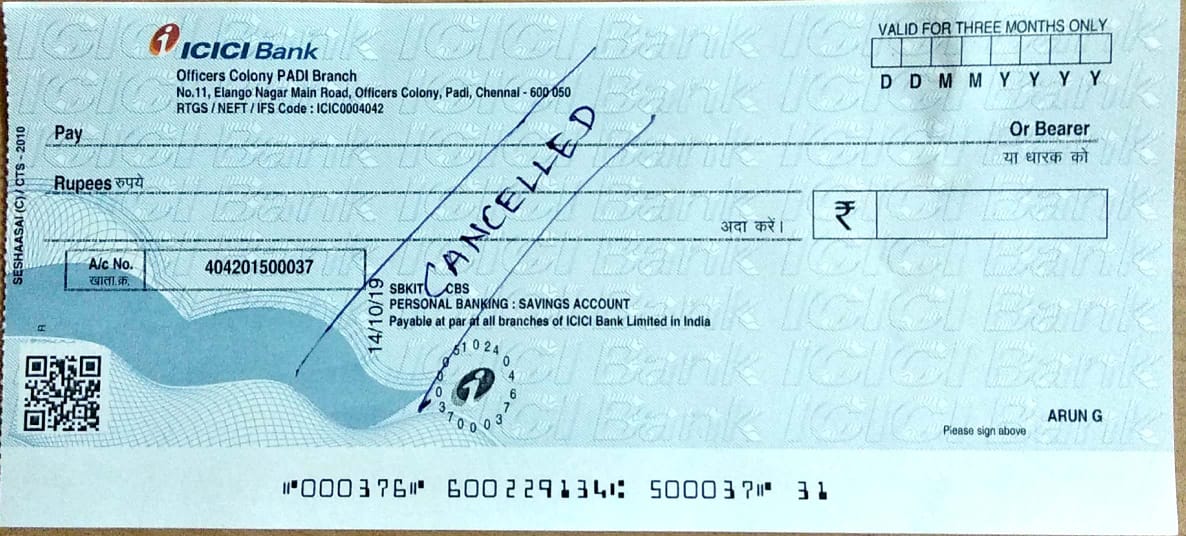 ICICI Bank
Officers Colony PADI Branch
No.11, Elango Nagar Main Road, Officers Colony, Padi, Chennai - 600 050
RTGS / NEFT / IFS Code : ICIC0004042
VALID FOR THREE MONTHS ONLY
D D M M Y Y Y Y
Pay
Or Bearer
या धारक को
Rupees रुपये
अदा करें।
₹
CANCELLED
A/c No.
खाता.क्र.
404201500037
SESHAASAI (C) / CTS - 2010
14/10/19
SBKIT CBS
PERSONAL BANKING : SAVINGS ACCOUNT
Payable at par at all branches of ICICI Bank Limited in India
ARUN G
Please sign above
000376 600229134 500037 31